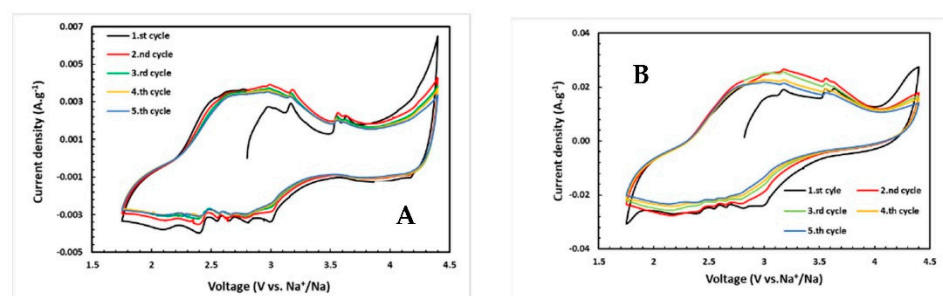 0.007
0.005
0.003
0.001
-0.001
-0.003
-0.005
Current density (A.g⁻¹)
1.st cycle
2.nd cycle
3.rd cycle
4.th cycle
5.th cycle
A
1.5 2 2.5 3 3.5 4 4.5
Voltage (V vs. Na⁺/Na)
0.04
0.02
0.00
-0.02
-0.04
Current density (A.g⁻¹)
B
1.st cyle 2.nd cycle
3.rd cycle 4.th cycle
5.th cycle
1.5 2 2.5 3 3.5 4 4.5
Voltage (V vs. Na⁺/Na)